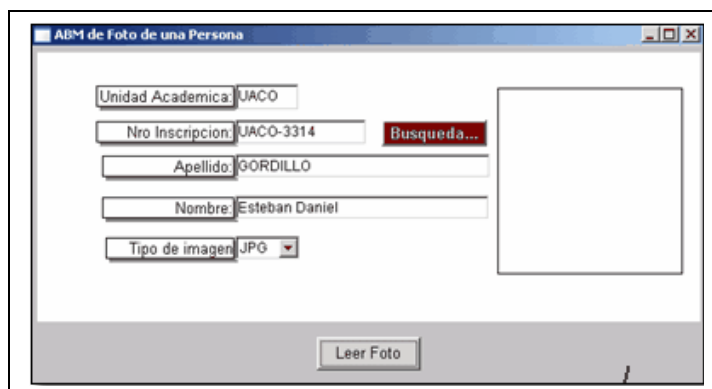 ABM de Foto de una Persona
Unidad Academica: UACO
Nro Inscripcion: UACO-3314 Busqueda...
Apellido: GORDILLO
Nombre: Esteban Daniel
Tipo de imagen JPG
Leer Foto